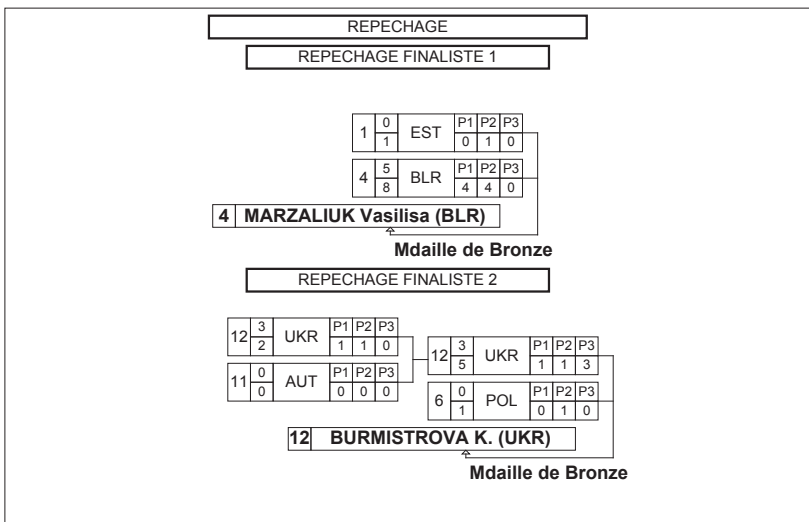 REPECHAGE
REPECHAGE FINALISTE 1
1 0 EST P1 P2 P3
1 0 1 0
4 5 BLR P1 P2 P3
8 4 4 0
4 MARZALIUK Vasilisa (BLR)
Mdaille de Bronze
REPECHAGE FINALISTE 2
12 3 UKR P1 P2 P3
2 1 1 0
11 0 AUT P1 P2 P3
0 0 0 0
12 3 UKR P1 P2 P3
5 1 1 3
6 0 POL P1 P2 P3
1 0 1 0
12 BURMISTROVA K. (UKR)
Mdaille de Bronze